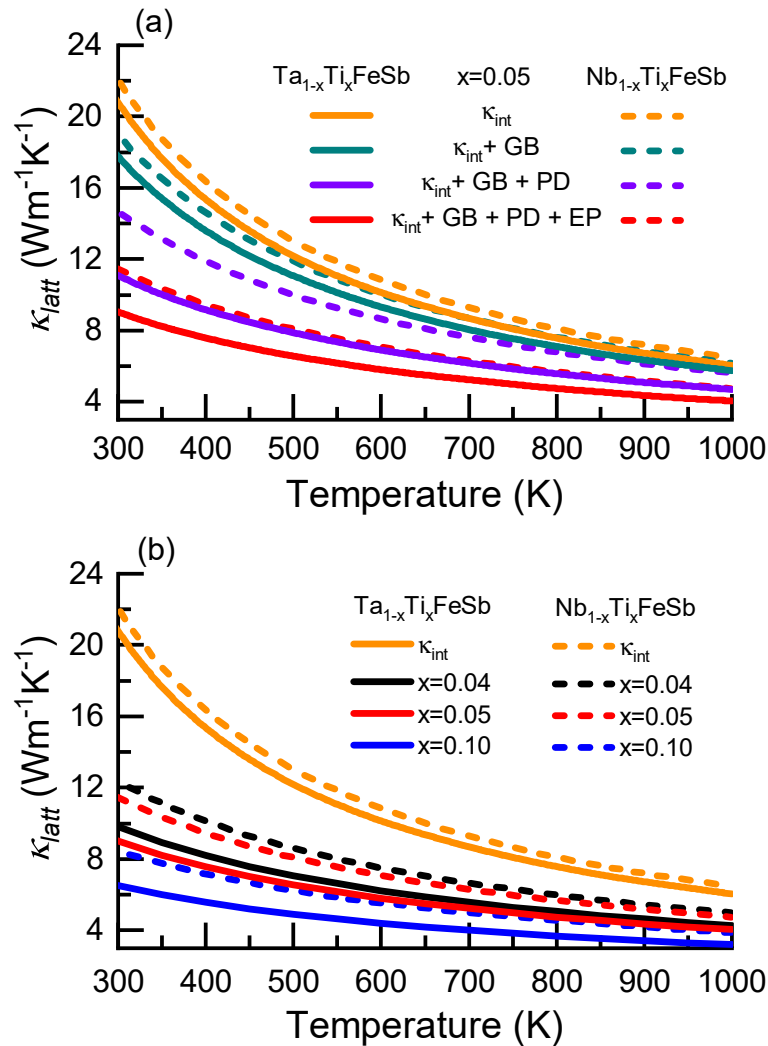 (a)
24
20
16
12
8
4
κlatt (Wm-1K-1)
Ta1-xTixFeSb x=0.05 Nb1-xTixFeSb
κint
κint+ GB
κint+ GB + PD
κint+ GB + PD + EP
300 400 500 600 700 800 900 1000
Temperature (K)
(b)
24
20
16
12
8
4
κlatt (Wm-1K-1)
Ta1-xTixFeSb Nb1-xTixFeSb
κint κint
x=0.04 x=0.04
x=0.05 x=0.05
x=0.10 x=0.10
300 400 500 600 700 800 900 1000
Temperature (K)